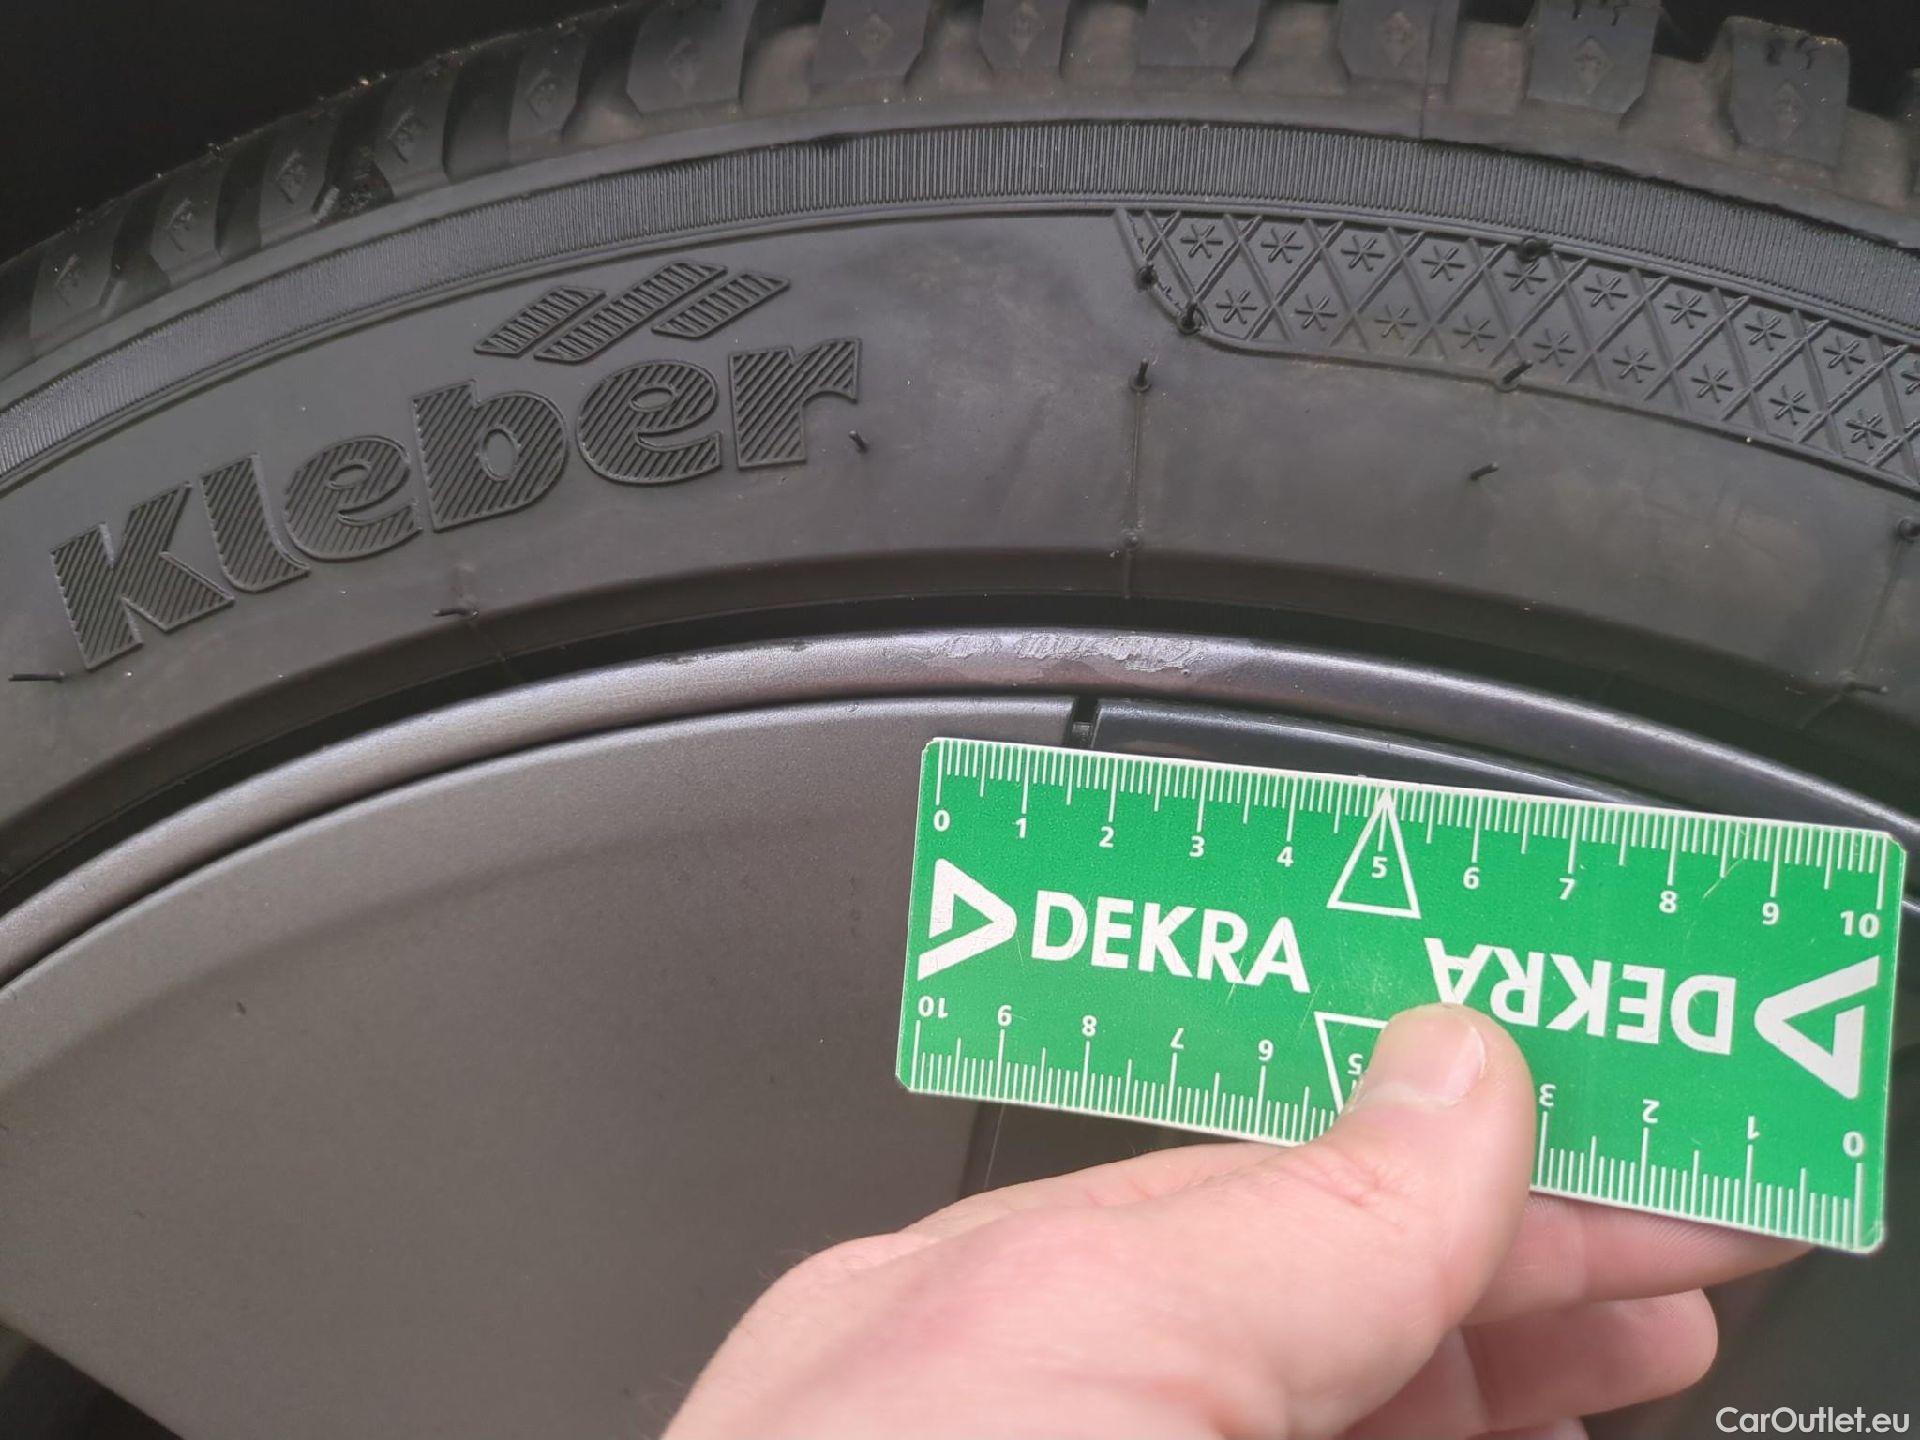 Kleber
0 1 2 3 4 5 6 7 8 9 10
DEKRA
DEKRA
10 9 8 7 6 5 3 2 1 0
CarOutlet.eu